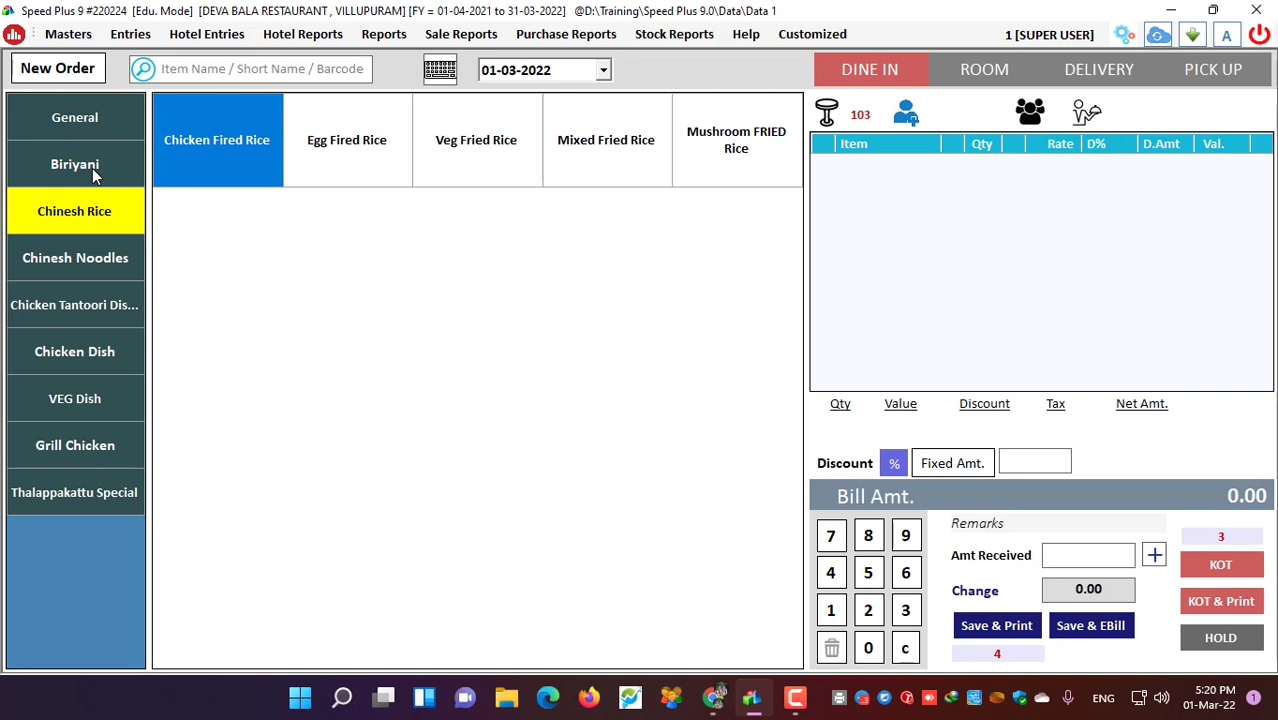 Speed Plus 9 #220224 [Edu. Mode] [DEVA BALA RESTAURANT , VILLUPURAM] [FY = 01-04-2021 to 31-03-2022] @D:\Training\Speed Plus 9.0\Data\Data 1
Masters Entries Hotel Entries Hotel Reports Reports Sale Reports Purchase Reports Stock Reports Help Customized 1 [SUPER USER] A
New Order Item Name / Short Name / Barcode 01-03-2022 DINE IN ROOM DELIVERY PICK UP
General
Biriyani
Chinesh Rice
Chinesh Noodles
Chicken Tantoori Dis...
Chicken Dish
VEG Dish
Grill Chicken
Thalappakattu Special
Chicken Fired Rice
Egg Fired Rice
Veg Fried Rice
Mixed Fried Rice
Mushroom FRIED
Rice
103
Item Qty Rate D% D.Amt Val.
Qty Value Discount Tax Net Amt.
Discount % Fixed Amt.
Bill Amt. 0.00
7 8 9
4 5 6
1 2 3
0 c
Remarks
Amt Received +
Change 0.00
Save & Print Save & EBill
4
3
KOT
KOT & Print
HOLD
ENG
5:20 PM
01-Mar-22
1